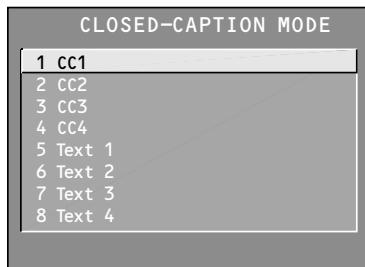 CLOSED-CAPTION MODE
1 CC1
2 CC2
3 CC3
4 CC4
5 Text 1
6 Text 2
7 Text 3
8 Text 4